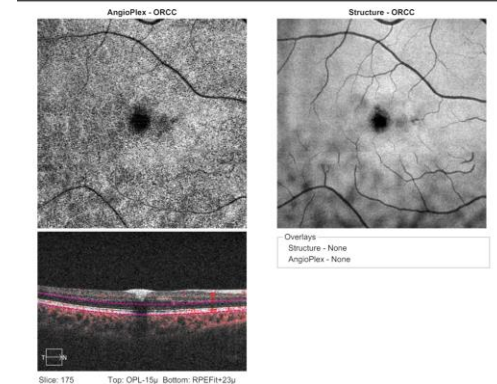 AngioPlex - ORCC
Structure - ORCC
Overlays
Structure - None
AngioPlex - None
T N
Slice: 175 Top: OPL-15µ Bottom: RPEFit+23µ